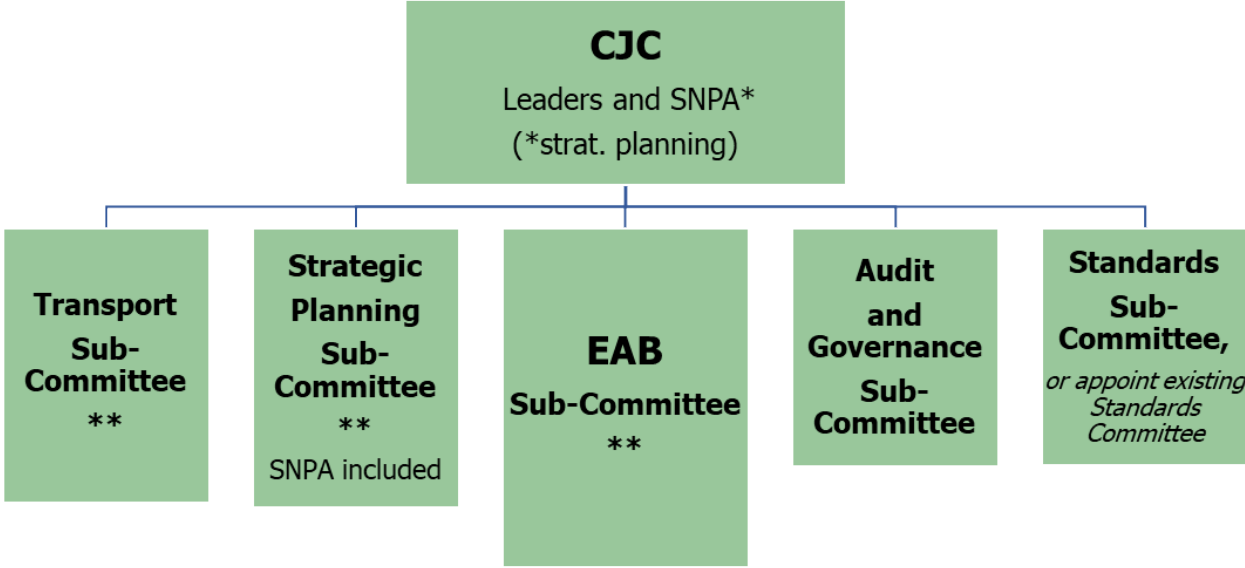 CJC
Leaders and SNPA*
(*strat. planning)
Transport
Sub-
Committee
**
Strategic
Planning
Sub-
Committee
**
SNPA included
EAB
Sub-Committee
**
Audit
and
Governance
Sub-
Committee
Standards
Sub-
Committee,
or appoint existing
Standards
Committee